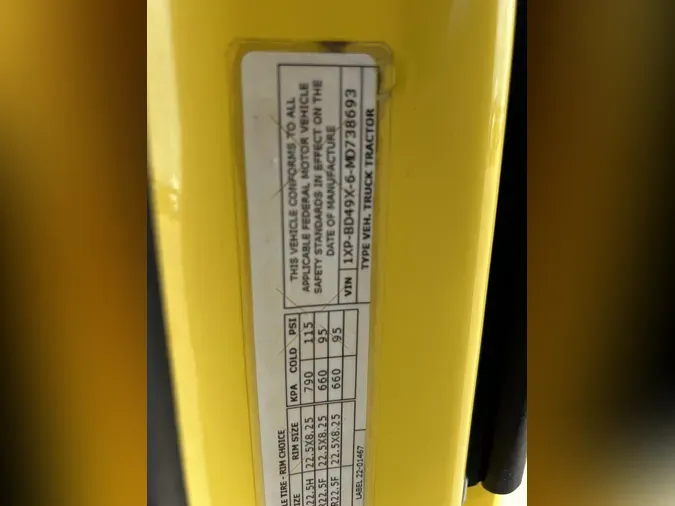 LE TIRE - RIM CHOICE
ZE RIM SIZE KPA COLD PSI
22.5H 22.5X8.25 790 115
R22.5F 22.5X8.25 660 95
R22.5F 22.5X8.25 660 95
LABEL 22-01467
THIS VEHICLE CONFORMS TO ALL
APPLICABLE FEDERAL MOTOR VEHICLE
SAFETY STANDARDS IN EFFECT ON THE
DATE OF MANUFACTURE
VIN 1XP-BD49X-6-MD738693
TYPE VEH. TRUCK TRACTOR